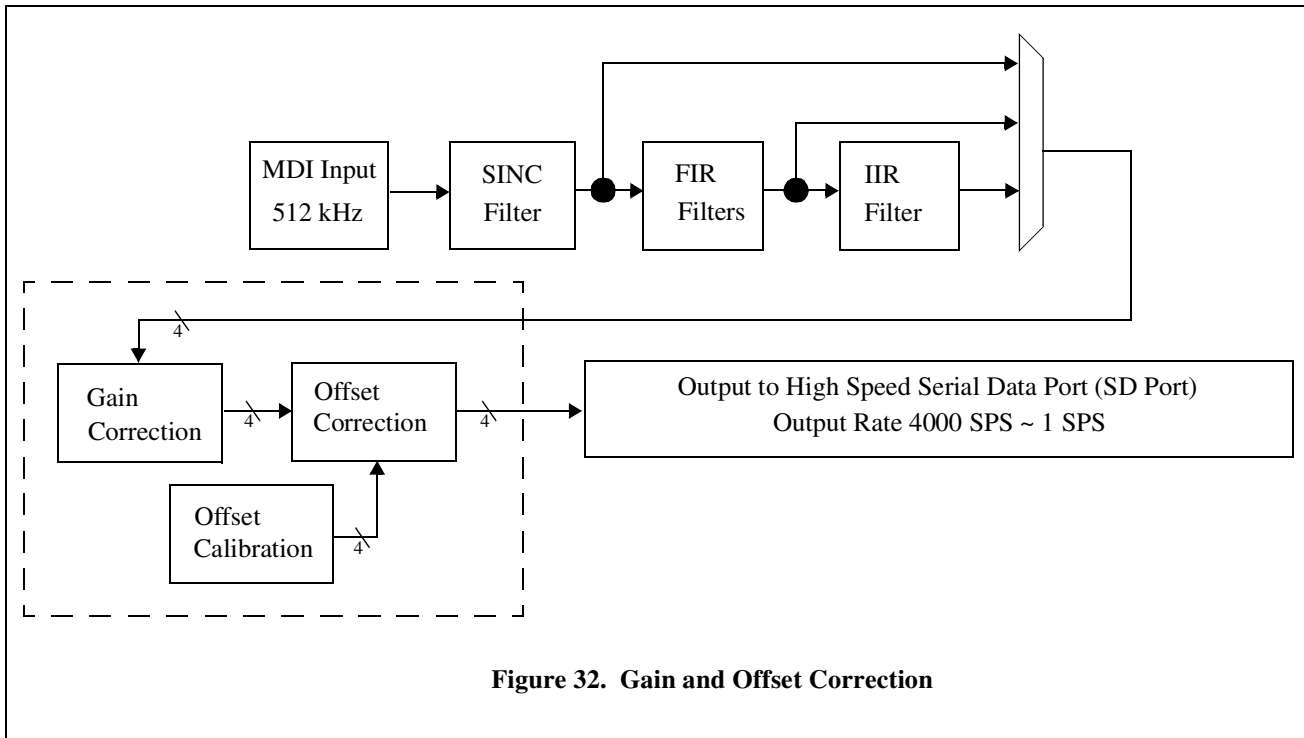 MDI Input
512 kHz
SINC
Filter
FIR
Filters
IIR
Filter
4
Gain
Correction
4
Offset
Correction
4
Output to High Speed Serial Data Port (SD Port)
Output Rate 4000 SPS ~ 1 SPS
Offset
Calibration
4
Figure 32. Gain and Offset Correction